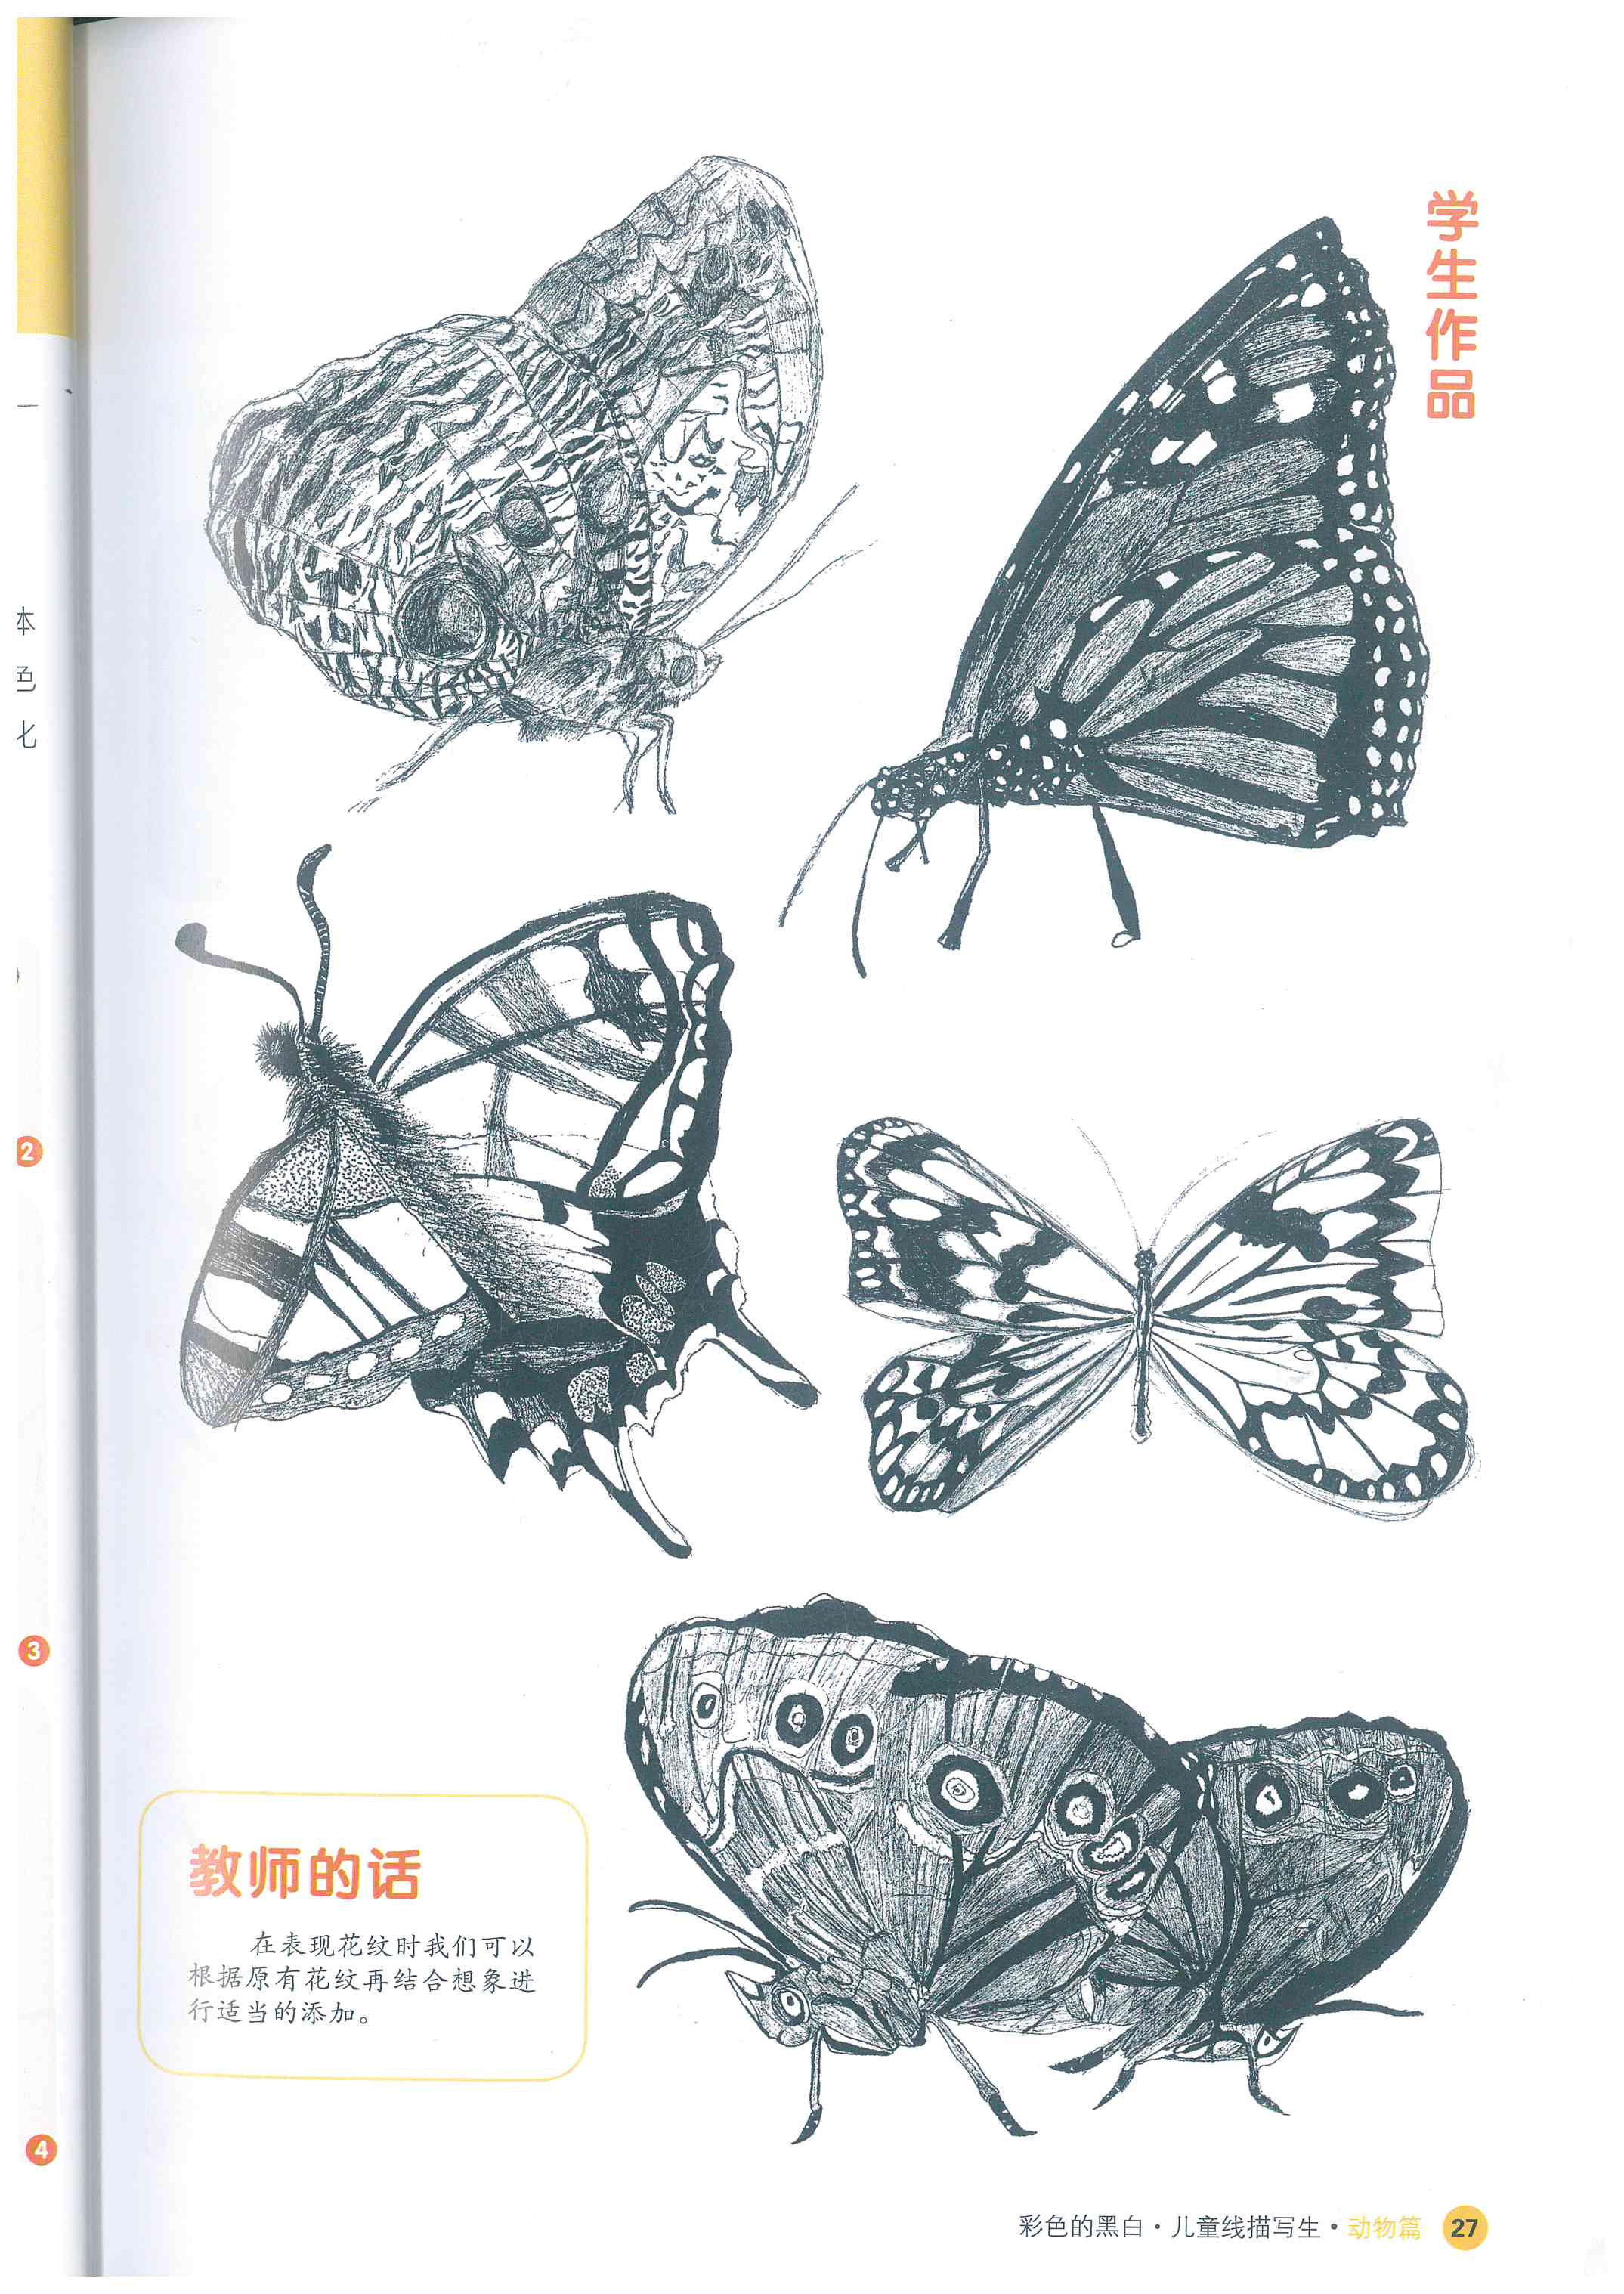 学生作品
一
本
色
化
2
3
4
教师的话
在表现花纹时我们可以
根据原有花纹再结合想象进
行适当的添加。
彩色的黑白·儿童线描写生·动物篇 27